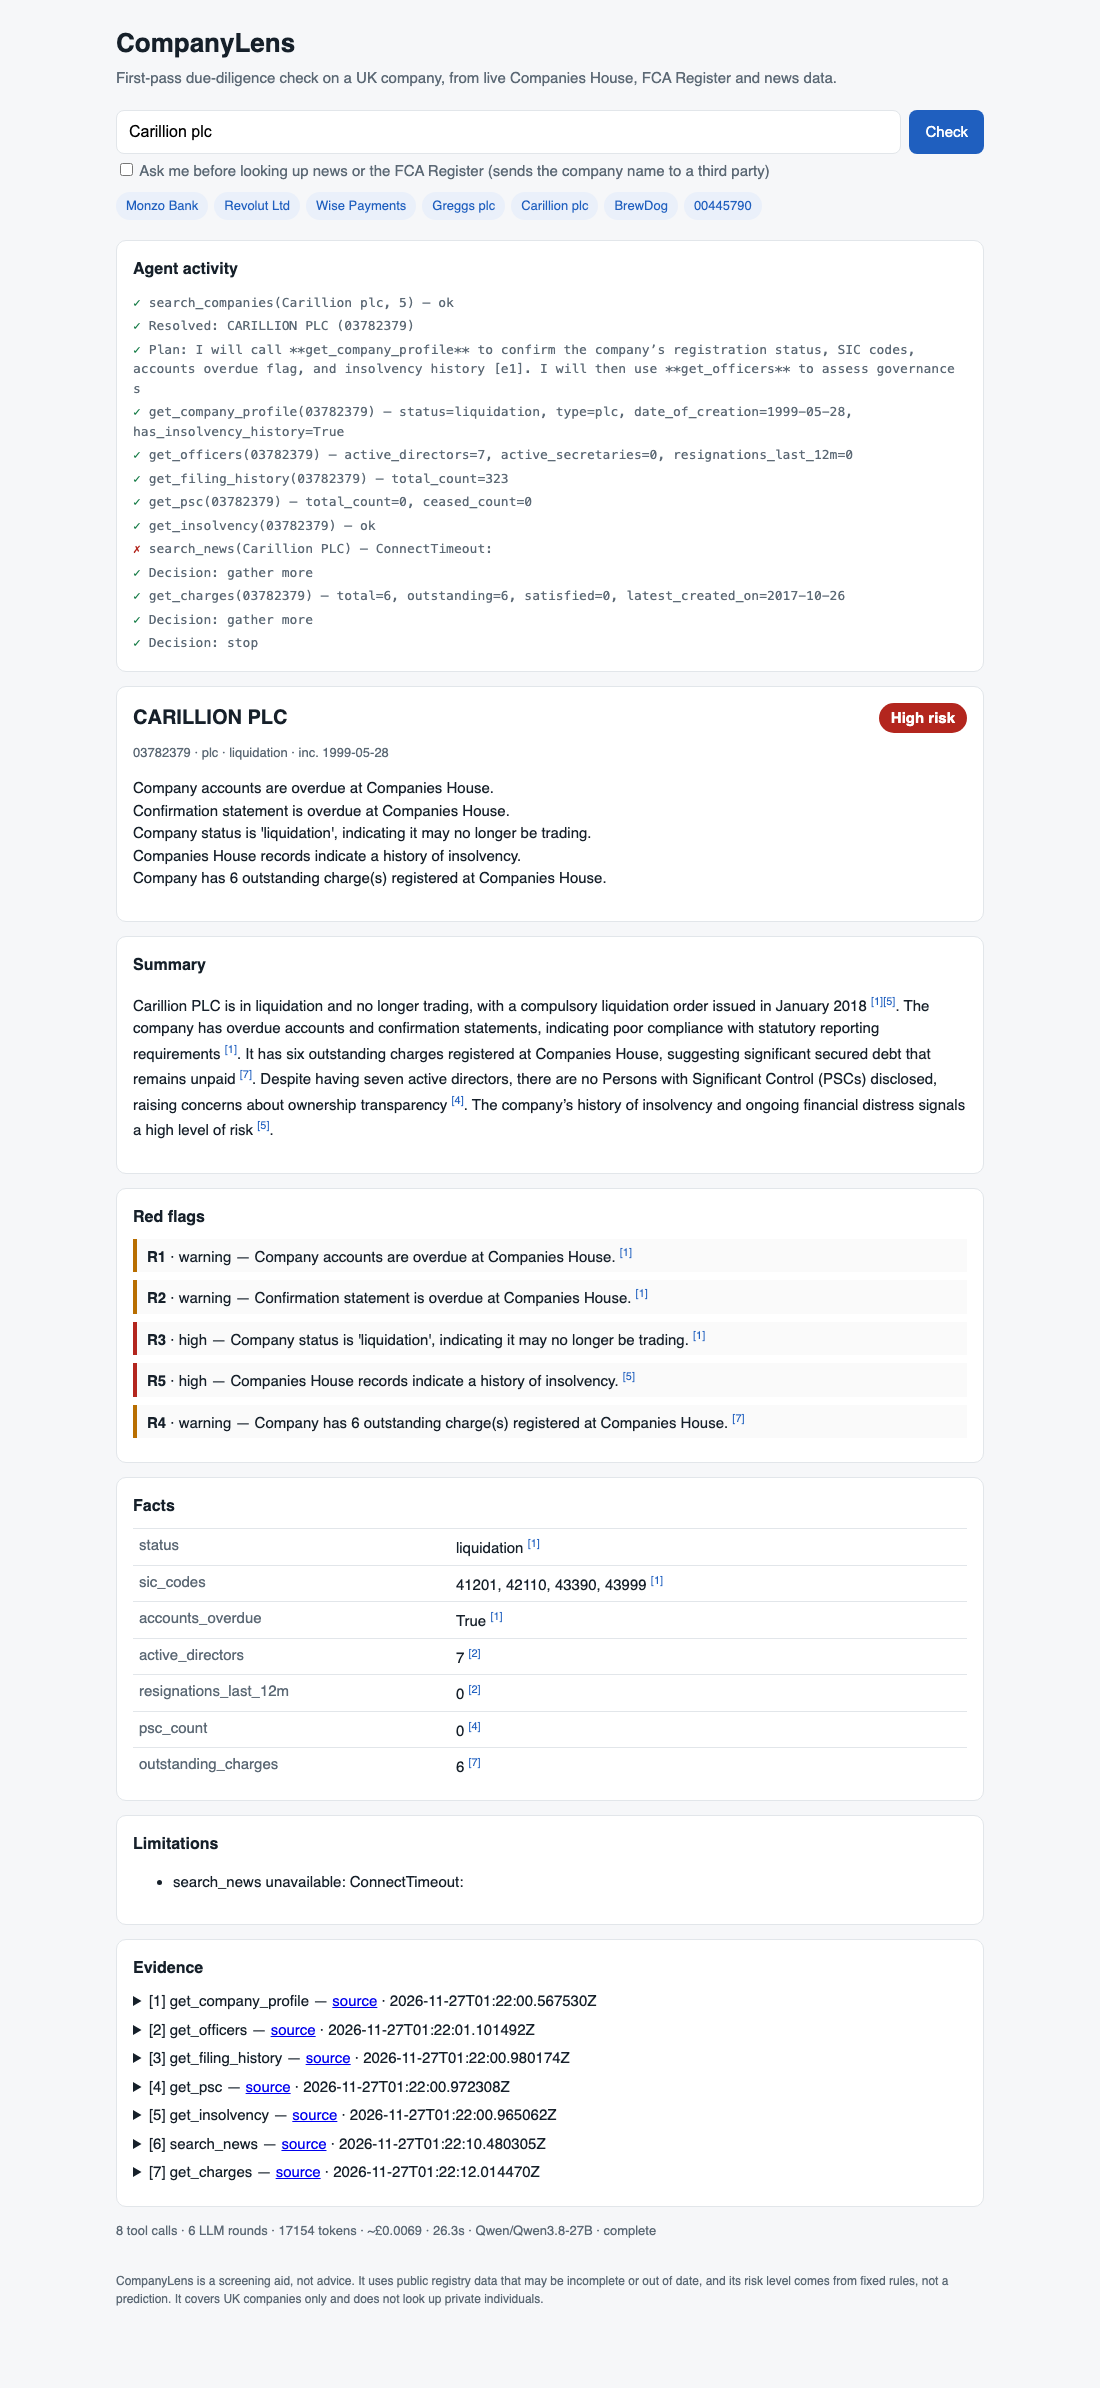 CompanyLens
First-pass due-diligence check on a UK company, from live Companies House, FCA Register and news data.
Carillion plc
Check
Ask me before looking up news or the FCA Register (sends the company name to a third party)
Monzo Bank
Revolut Ltd
Wise Payments
Greggs plc
Carillion plc
BrewDog
00445790
Agent activity
✓ search_companies(Carillion plc, 5) — ok
✓ Resolved: CARILLION PLC (03782379)
✓ Plan: I will call **get_company_profile** to confirm the company’s registration status, SIC codes,
accounts overdue flag, and insolvency history [e1]. I will then use **get_officers** to assess governance
s
✓ get_company_profile(03782379) — status=liquidation, type=plc, date_of_creation=1999-05-28,
has_insolvency_history=True
✓ get_officers(03782379) — active_directors=7, active_secretaries=0, resignations_last_12m=0
✓ get_filing_history(03782379) — total_count=323
✓ get_psc(03782379) — total_count=0, ceased_count=0
✓ get_insolvency(03782379) — ok
✗ search_news(Carillion PLC) — ConnectTimeout:
✓ Decision: gather more
✓ get_charges(03782379) — total=6, outstanding=6, satisfied=0, latest_created_on=2017-10-26
✓ Decision: gather more
✓ Decision: stop
CARILLION PLC
High risk
03782379 · plc · liquidation · inc. 1999-05-28
Company accounts are overdue at Companies House.
Confirmation statement is overdue at Companies House.
Company status is 'liquidation', indicating it may no longer be trading.
Companies House records indicate a history of insolvency.
Company has 6 outstanding charge(s) registered at Companies House.
Summary
Carillion PLC is in liquidation and no longer trading, with a compulsory liquidation order issued in January 2018 [1][5]. The
company has overdue accounts and confirmation statements, indicating poor compliance with statutory reporting
requirements [1]. It has six outstanding charges registered at Companies House, suggesting significant secured debt that
remains unpaid [7]. Despite having seven active directors, there are no Persons with Significant Control (PSCs) disclosed,
raising concerns about ownership transparency [4]. The company’s history of insolvency and ongoing financial distress signals
a high level of risk [5].
Red flags
R1 · warning — Company accounts are overdue at Companies House. [1]
R2 · warning — Confirmation statement is overdue at Companies House. [1]
R3 · high — Company status is 'liquidation', indicating it may no longer be trading. [1]
R5 · high — Companies House records indicate a history of insolvency. [5]
R4 · warning — Company has 6 outstanding charge(s) registered at Companies House. [7]
Facts
status liquidation [1]
sic_codes 41201, 42110, 43390, 43999 [1]
accounts_overdue True [1]
active_directors 7 [2]
resignations_last_12m 0 [2]
psc_count 0 [4]
outstanding_charges 6 [7]
Limitations
• search_news unavailable: ConnectTimeout:
Evidence
▶ [1] get_company_profile — source · 2026-11-27T01:22:00.567530Z
▶ [2] get_officers — source · 2026-11-27T01:22:01.101492Z
▶ [3] get_filing_history — source · 2026-11-27T01:22:00.980174Z
▶ [4] get_psc — source · 2026-11-27T01:22:00.972308Z
▶ [5] get_insolvency — source · 2026-11-27T01:22:00.965062Z
▶ [6] search_news — source · 2026-11-27T01:22:10.480305Z
▶ [7] get_charges — source · 2026-11-27T01:22:12.014470Z
8 tool calls · 6 LLM rounds · 17154 tokens · ~£0.0069 · 26.3s · Qwen/Qwen3.8-27B · complete
CompanyLens is a screening aid, not advice. It uses public registry data that may be incomplete or out of date, and its risk level comes from fixed rules, not a
prediction. It covers UK companies only and does not look up private individuals.